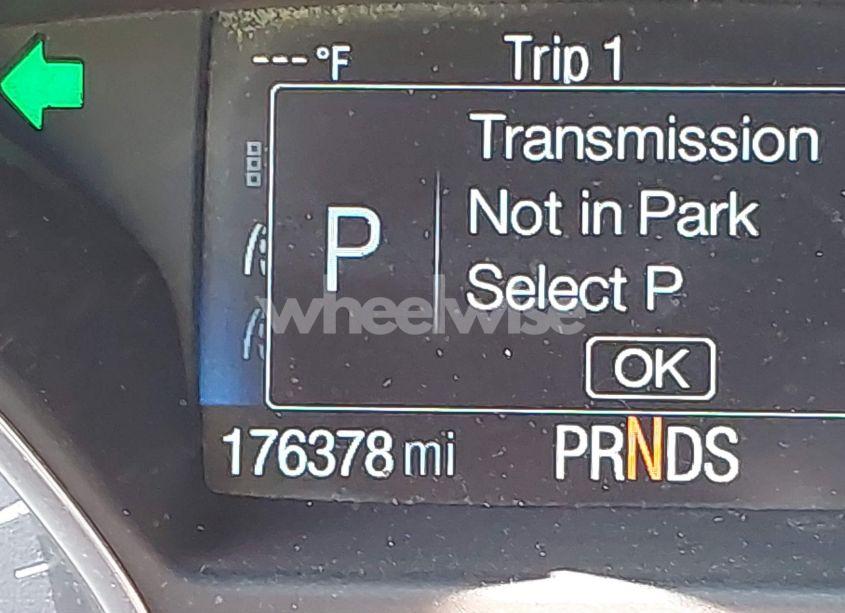 ---°F
Trip 1
Transmission
Not in Park
P
Select P
wheelwise
OK
176378 mi
PRNDS